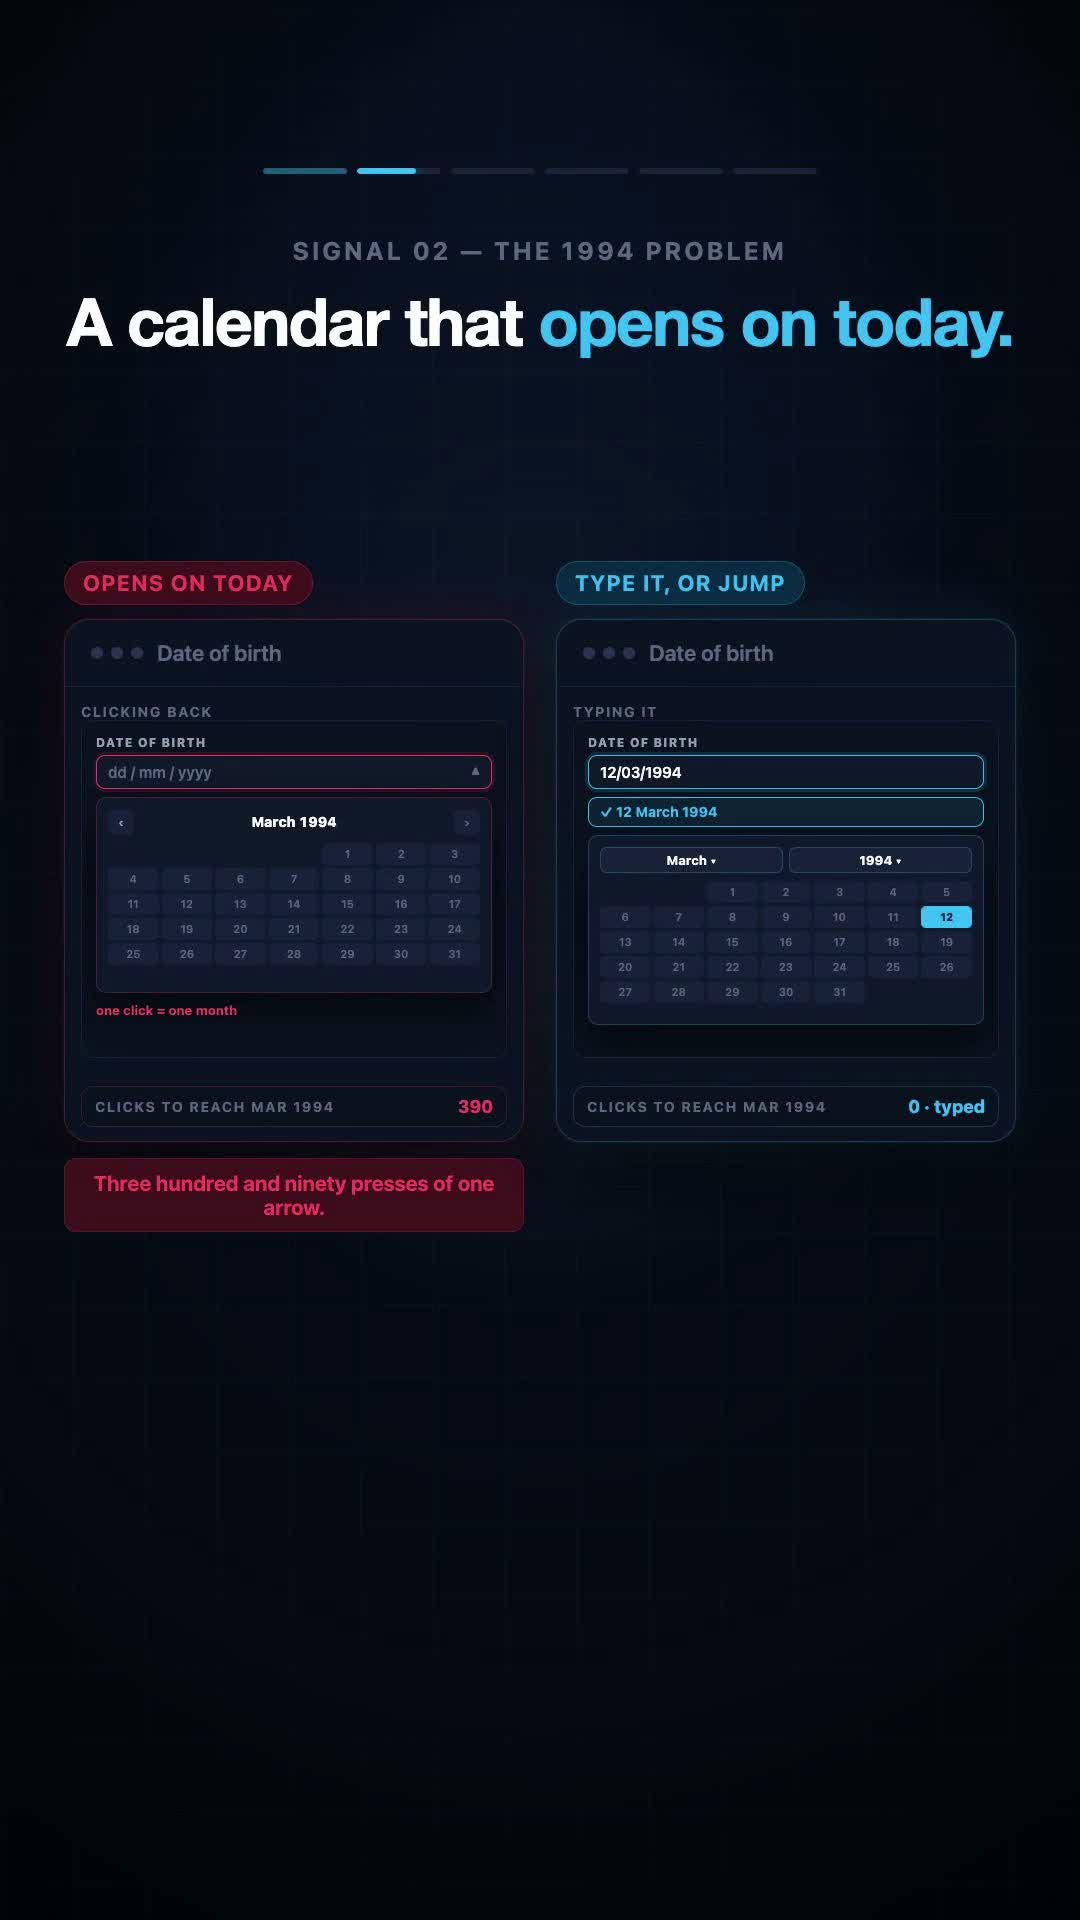 SIGNAL 02 — THE 1994 PROBLEM
A calendar that opens on today.
OPENS ON TODAY
Date of birth
CLICKING BACK
DATE OF BIRTH
dd / mm / yyyy
‹ March 1994 ›
1 2 3
4 5 6 7 8 9 10
11 12 13 14 15 16 17
18 19 20 21 22 23 24
25 26 27 28 29 30 31
one click = one month
CLICKS TO REACH MAR 1994 390
Three hundred and ninety presses of one
arrow.
TYPE IT, OR JUMP
Date of birth
TYPING IT
DATE OF BIRTH
12/03/1994
✓ 12 March 1994
March ▾ 1994 ▾
1 2 3 4 5
6 7 8 9 10 11 12
13 14 15 16 17 18 19
20 21 22 23 24 25 26
27 28 29 30 31
CLICKS TO REACH MAR 1994 0 · typed